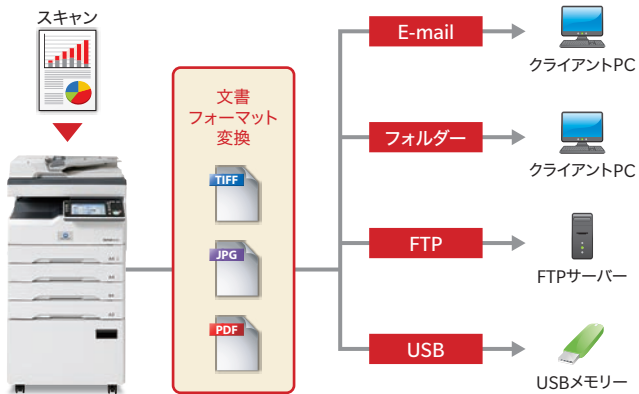 スキャン
文書
フォーマット
変換
TIFF
JPG
PDF
E-mail
クライアントPC
フォルダー
クライアントPC
FTP
FTPサーバー
USB
USBメモリー